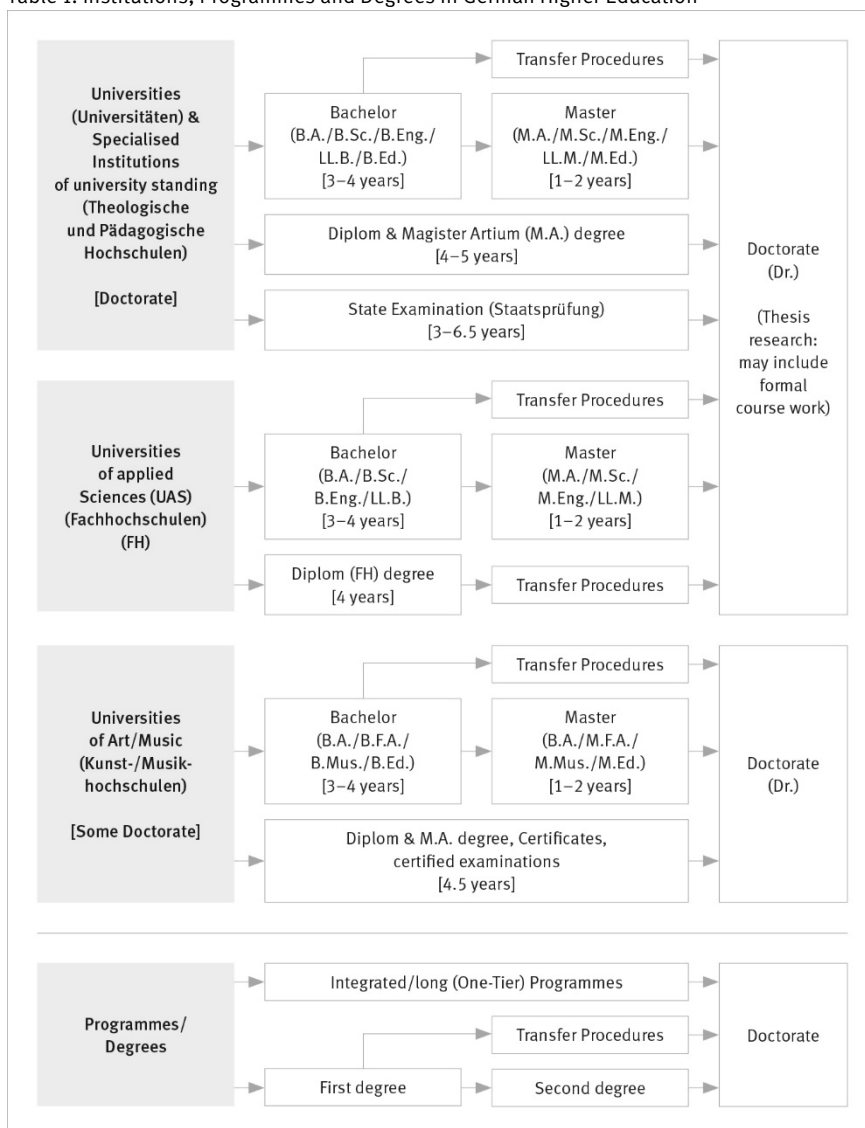 Table 1: Institutions, Programmes and Degrees in German Higher Education
Universities
(Universitäten) &
Specialised
Institutions
of university standing
(Theologische
und Pädagogische
Hochschulen)
[Doctorate]
Transfer Procedures
Bachelor
(B.A./B.Sc./B.Eng./
LL.B./B.Ed.)
[3–4 years]
Master
(M.A./M.Sc./M.Eng./
LL.M./M.Ed.)
[1–2 years]
Diplom & Magister Artium (M.A.) degree
[4–5 years]
State Examination (Staatsprüfung)
[3–6.5 years]
Doctorate
(Dr.)
(Thesis
research:
may include
formal
course work)
Universities
of applied
Sciences (UAS)
(Fachhochschulen)
(FH)
Transfer Procedures
Bachelor
(B.A./B.Sc./
B.Eng./LL.B.)
[3–4 years]
Master
(M.A./M.Sc./
M.Eng./LL.M.)
[1–2 years]
Diplom (FH) degree
[4 years]
Transfer Procedures
Universities
of Art/Music
(Kunst-/Musik-
hochschulen)
[Some Doctorate]
Transfer Procedures
Bachelor
(B.A./B.F.A./
B.Mus./B.Ed.)
[3–4 years]
Master
(B.A./M.F.A./
M.Mus./M.Ed.)
[1–2 years]
Diplom & M.A. degree, Certificates,
certified examinations
[4.5 years]
Doctorate
(Dr.)
Programmes/
Degrees
Integrated/long (One-Tier) Programmes
Transfer Procedures
First degree
Second degree
Doctorate